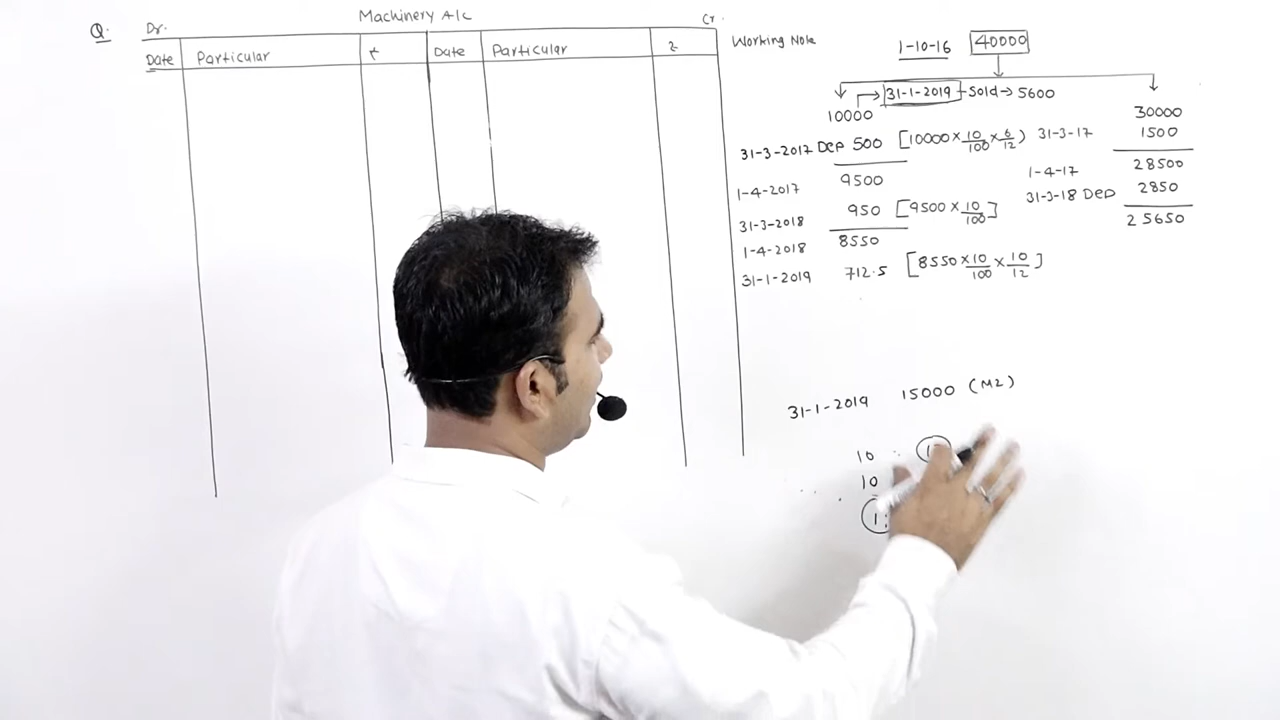 Q. Dr. Machinery A/c Cr.
Date Particular ₹ Date Particular ₹
Working Note
1-10-16 40000
31-1-2019 - Sold → 5600
10000 30000
31-3-2017 Dep 500 [10000 × 10/100 × 6/12) 31-3-17 1500
9500 28500
1-4-2017 1-4-17
31-3-2018 950 [9500 × 10/100] 31-3-18 Dep 2850
1-4-2018 8550 25650
31-1-2019 712.5 [8550 × 10/100 × 10/12]
31-1-2019 15000 (M2)
10
10